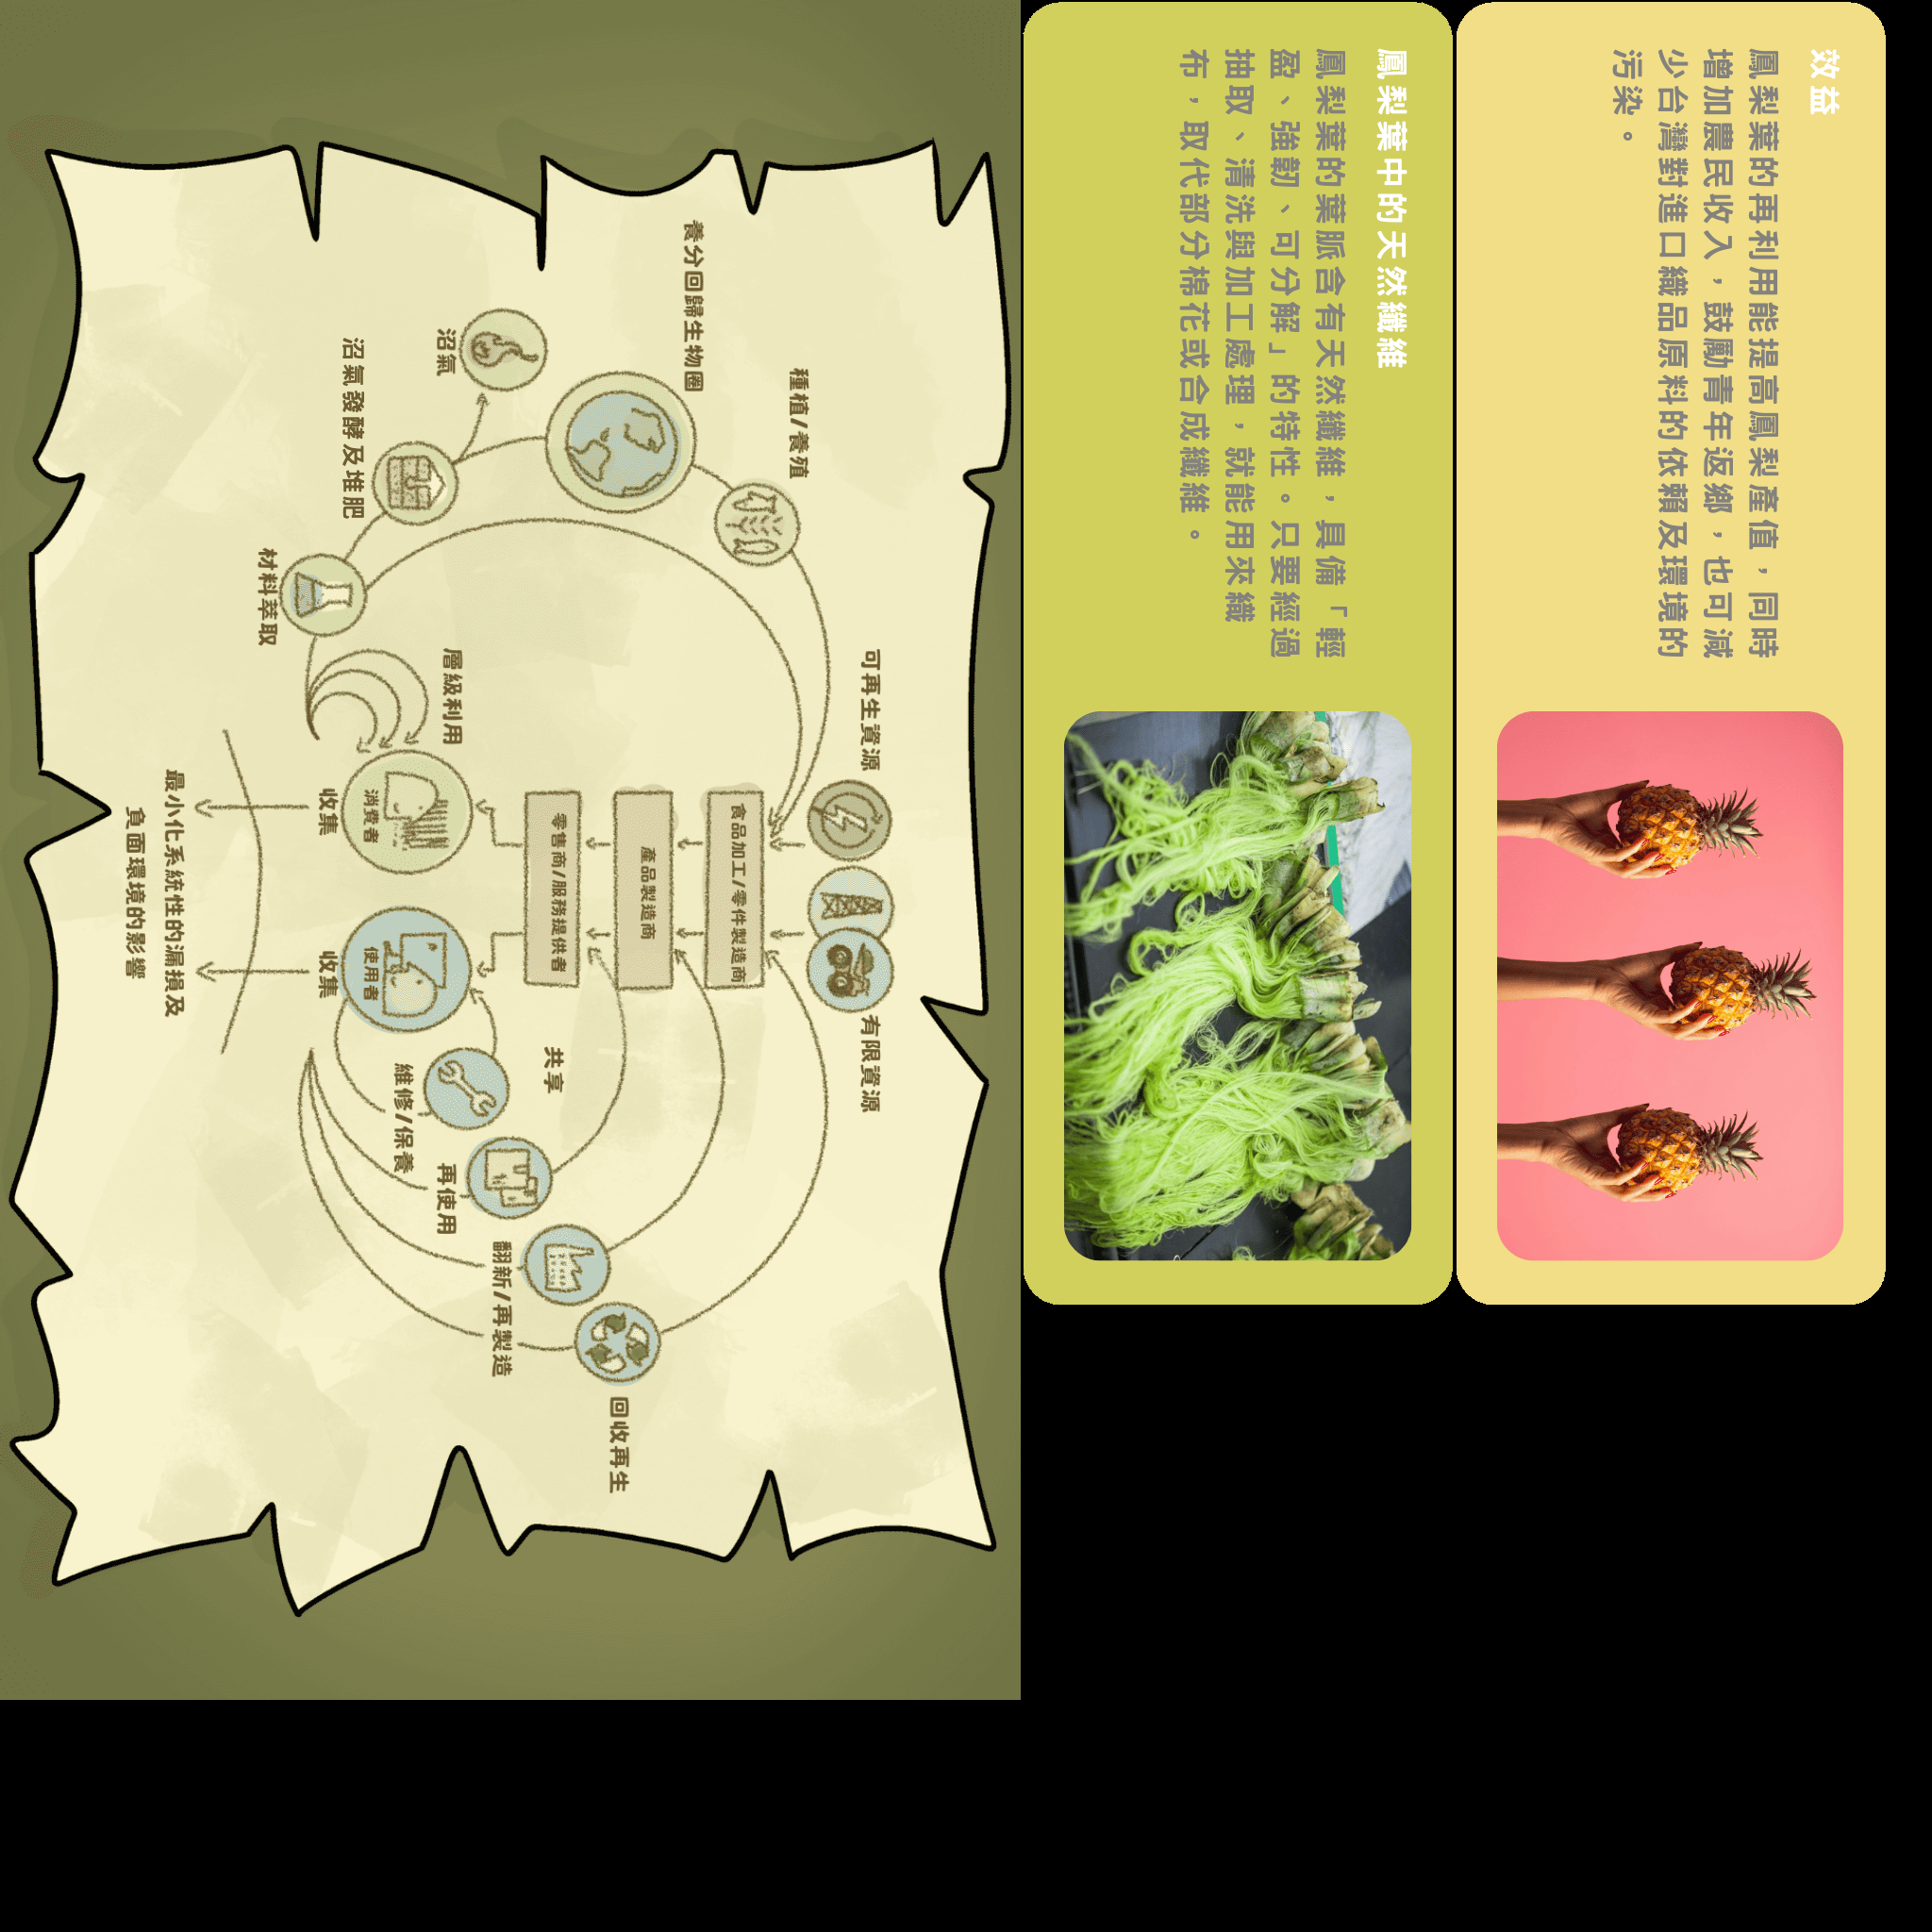 效益
鳳梨葉的再利用能提高鳳梨產值，同時
增加農民收入，鼓勵青年返鄉，也可減
少台灣對進口織品原料的依賴及環境的
污染。
鳳梨葉中的天然纖維
鳳梨葉的葉脈含有天然纖維，具備「輕
盈、強韌、可分解」的特性。只要經過
抽取、清洗與加工處理，就能用來織
布，取代部分棉花或合成纖維。
可再生資源
有限資源
種植/養殖
養分回歸生物圈
食品加工/零件製造商
產品製造商
零售商/服務提供者
共享
回收再生
沼氣
層級利用
翻新/再製造
再使用
維修/保養
沼氣發酵及堆肥
消費者
使用者
收集
收集
材料萃取
最小化系統性的漏損及
負面環境的影響